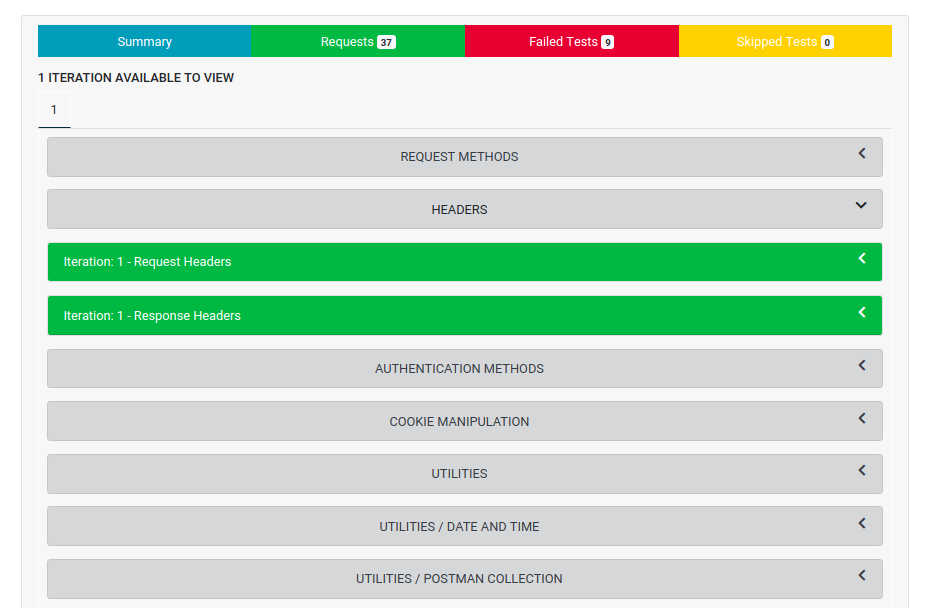 Summary Requests 37 Failed Tests 9 Skipped Tests 0
1 ITERATION AVAILABLE TO VIEW
1
REQUEST METHODS
HEADERS
Iteration: 1 - Request Headers
Iteration: 1 - Response Headers
AUTHENTICATION METHODS
COOKIE MANIPULATION
UTILITIES
UTILITIES / DATE AND TIME
UTILITIES / POSTMAN COLLECTION